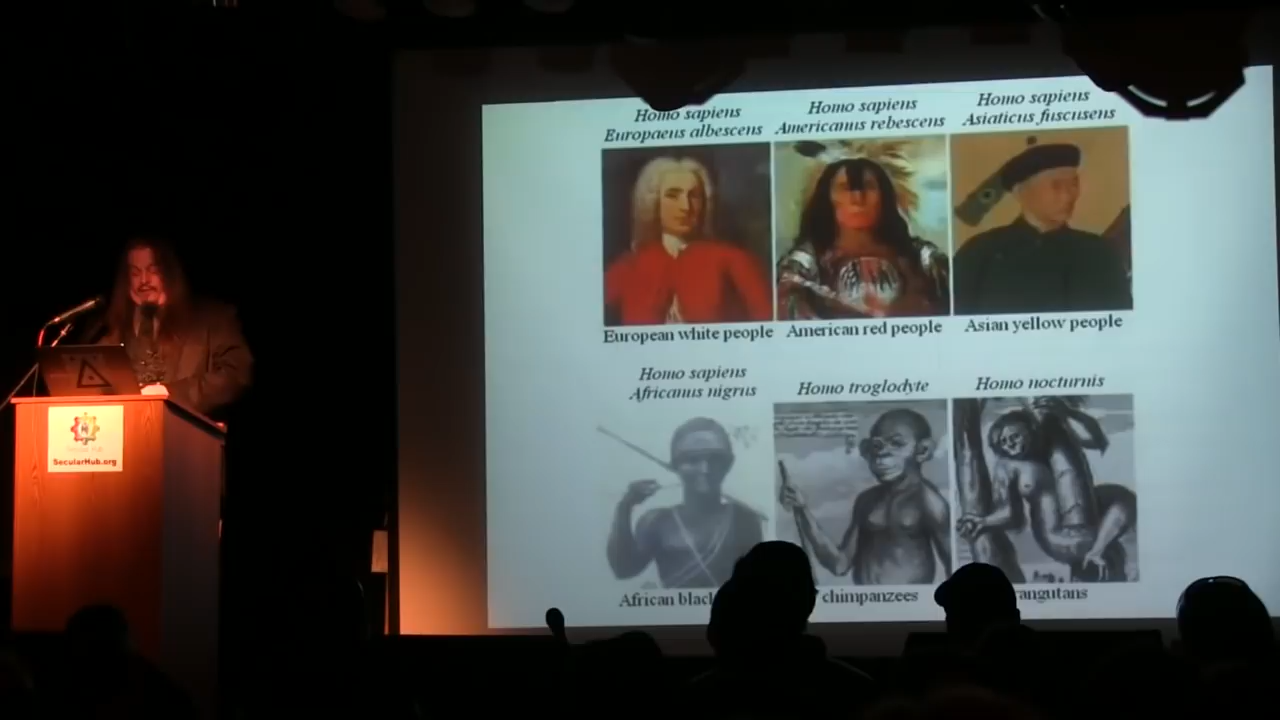 Homo sapiens
Europaeus albescens
Homo sapiens
Americanus rebescens
Homo sapiens
Asiaticus fuscusens
European white people
American red people
Asian yellow people
Homo sapiens
Africanus nigrus
Homo troglodyte
Homo nocturnis
African
chimpanzees
SecularHub.org